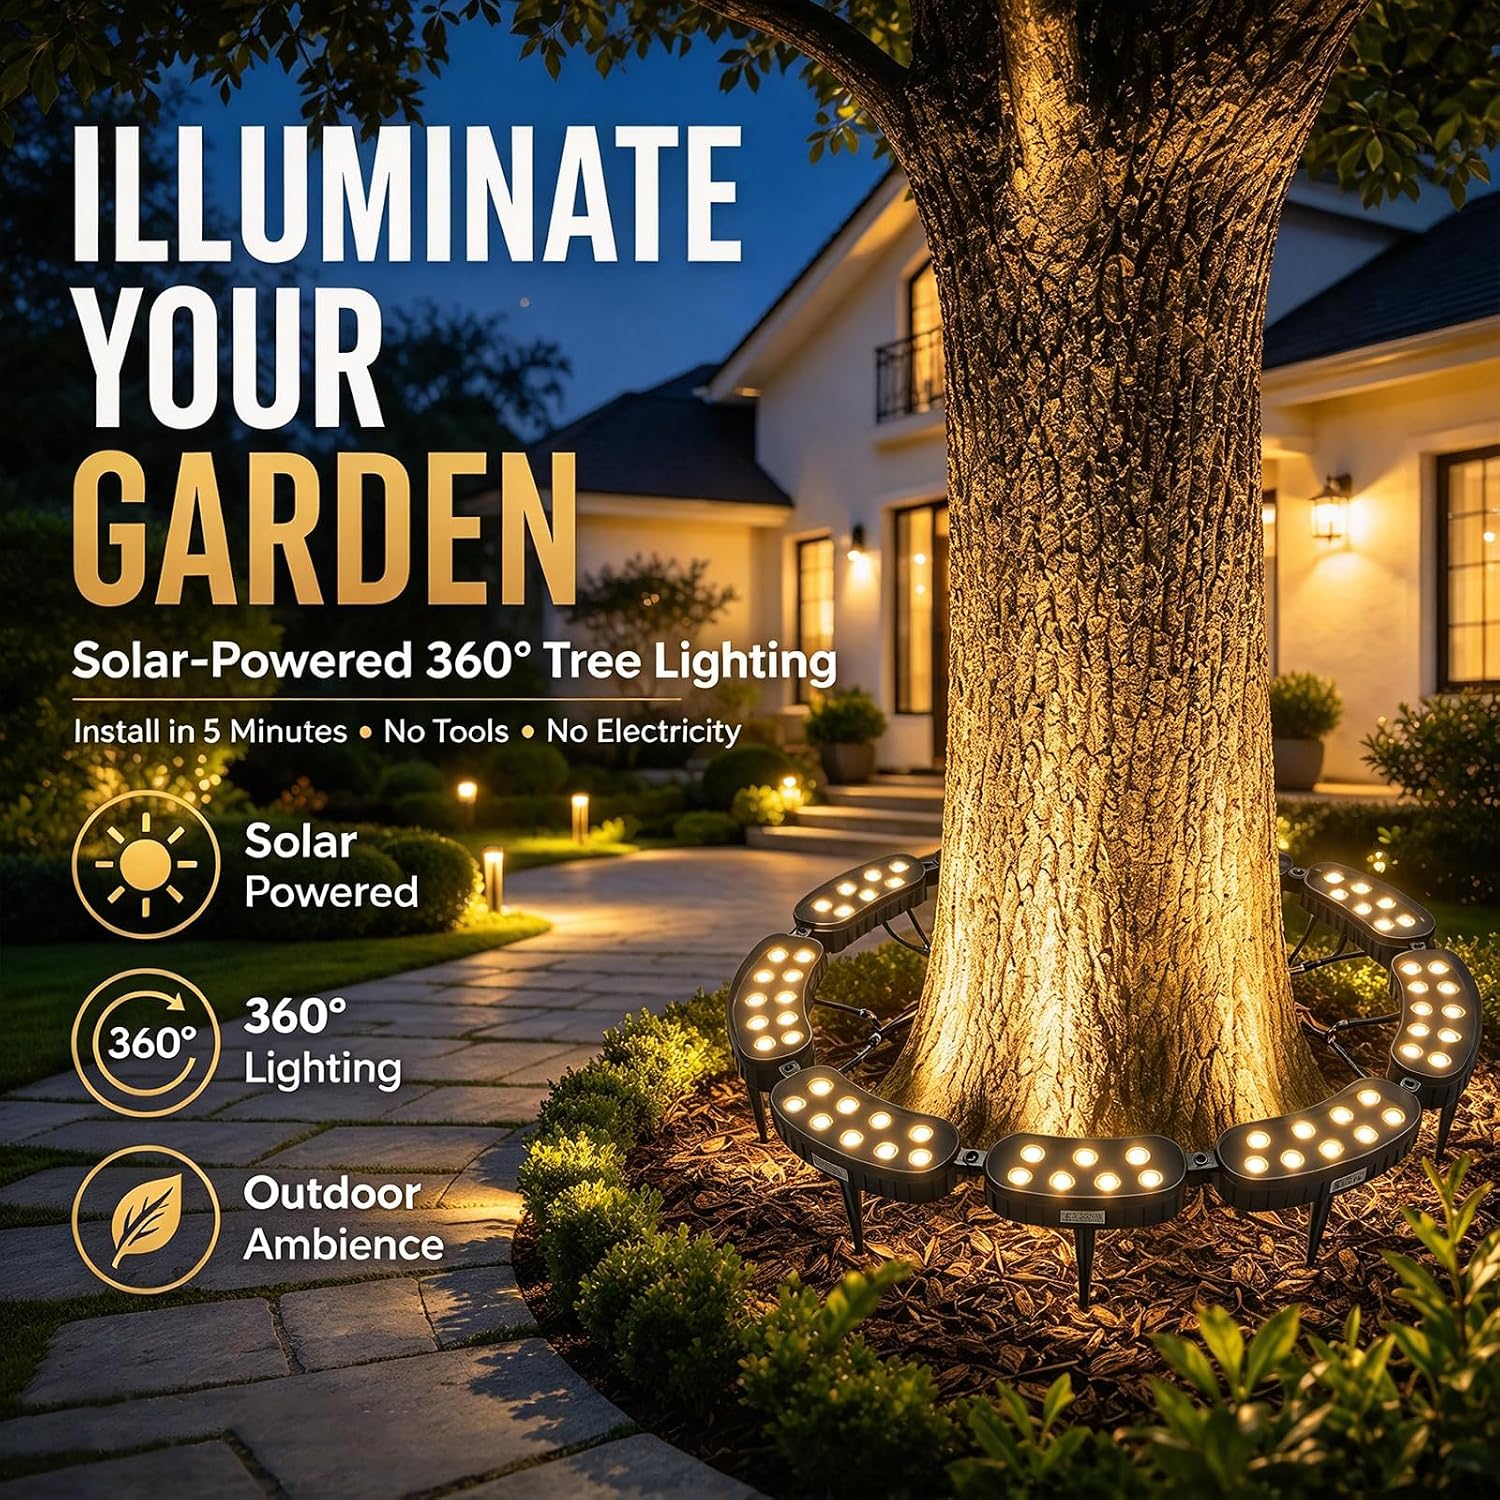 ILLUMINATE
YOUR
GARDEN
Solar-Powered 360° Tree Lighting
Install in 5 Minutes • No Tools • No Electricity
Solar
Powered
360°
360°
Lighting
Outdoor
Ambience